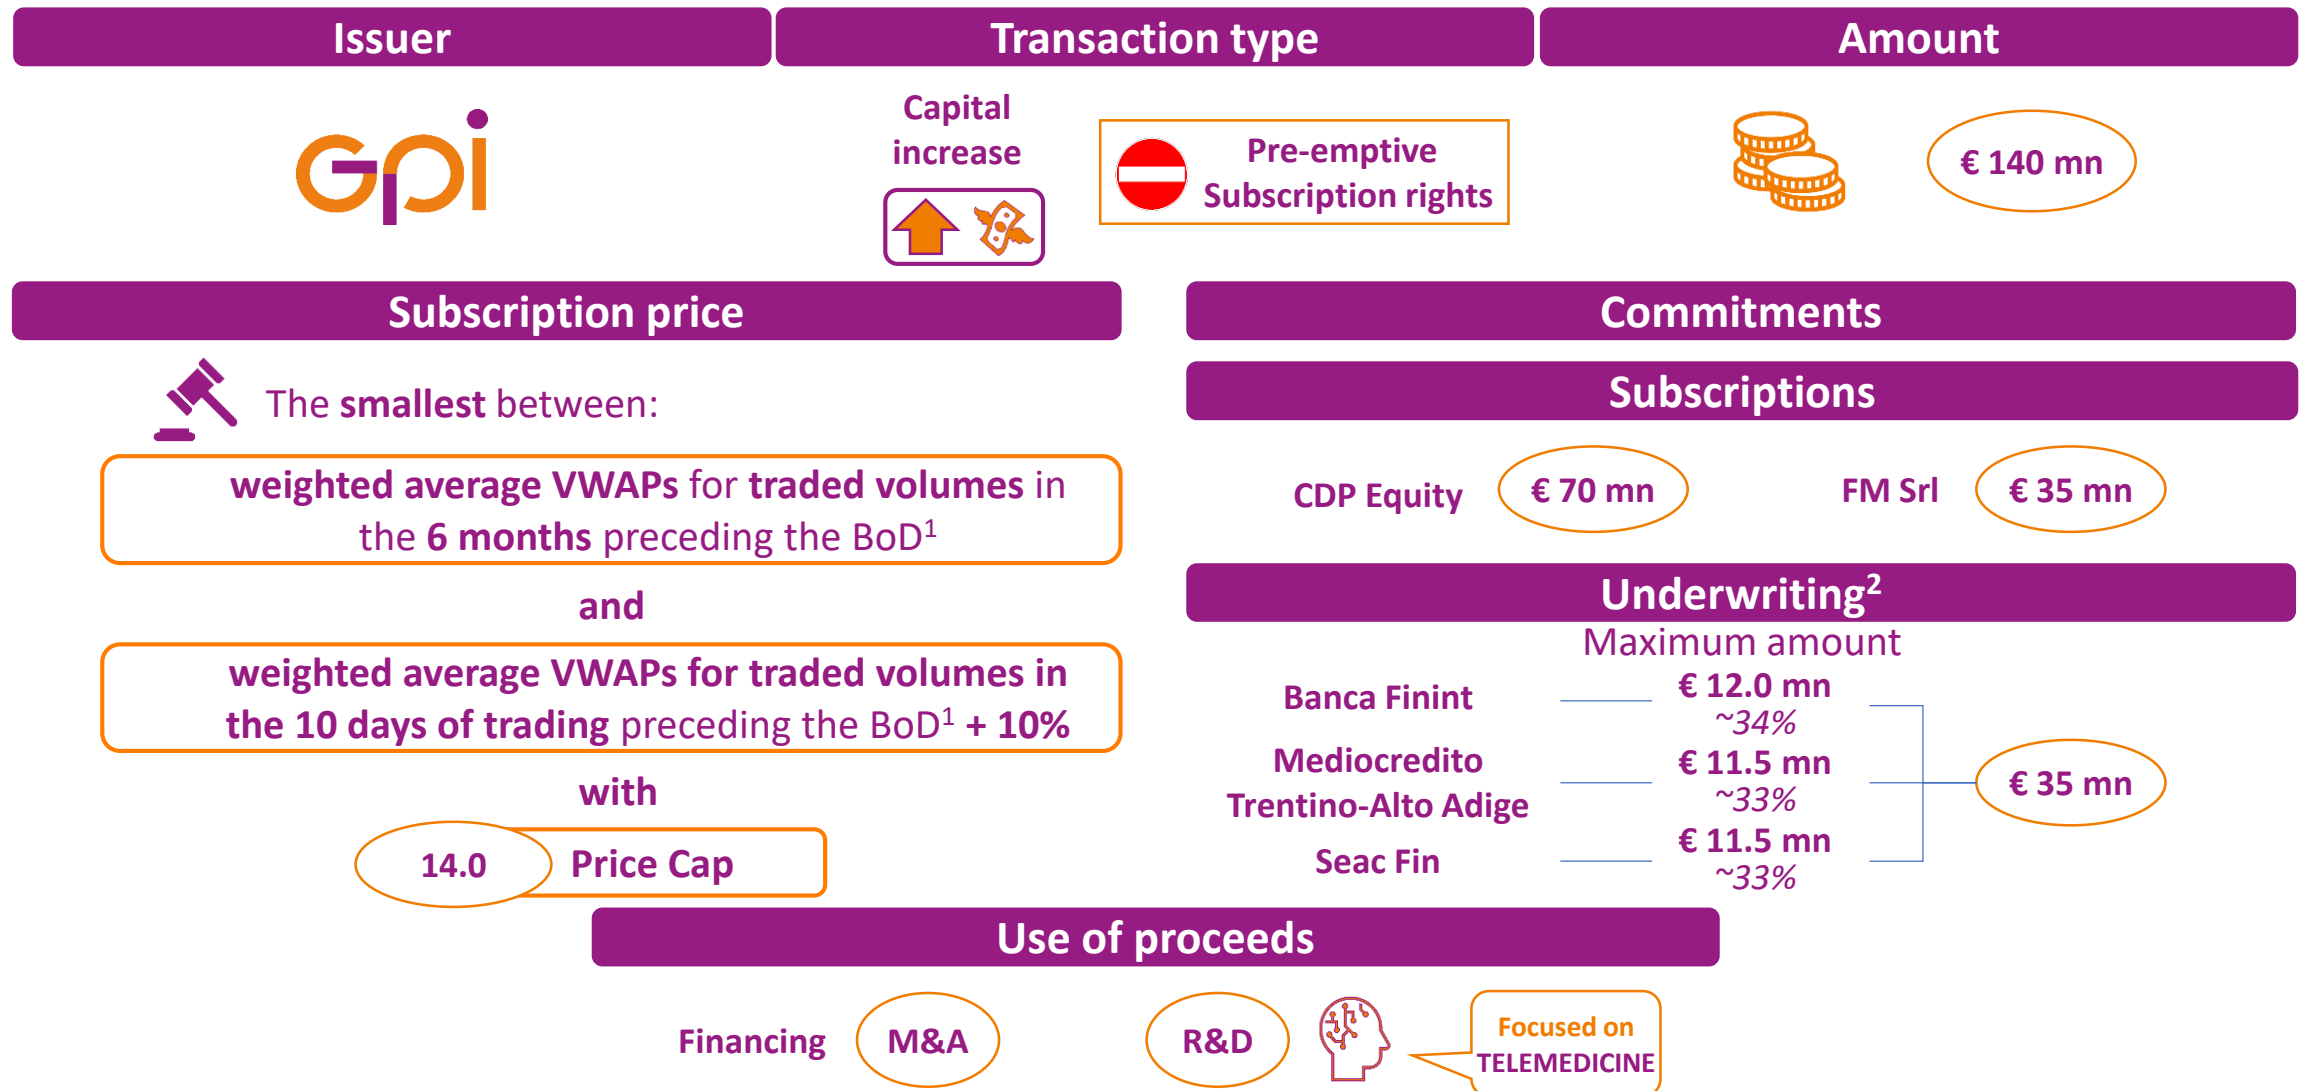 Issuer
Transaction type
Amount
GPi
Capital
increase
Pre-emptive
Subscription rights
€ 140 mn
Subscription price
The smallest between:
weighted average VWAPs for traded volumes in
the 6 months preceding the BoD¹
and
weighted average VWAPs for traded volumes in
the 10 days of trading preceding the BoD¹ + 10%
with
14.0
Price Cap
Commitments
Subscriptions
CDP Equity
€ 70 mn
FM Srl
€ 35 mn
Underwriting²
Maximum amount
Banca Finint
€ 12.0 mn
~34%
Mediocredito
Trentino-Alto Adige
€ 11.5 mn
~33%
Seac Fin
€ 11.5 mn
~33%
€ 35 mn
Use of proceeds
Financing
M&A
R&D
Focused on
TELEMEDICINE